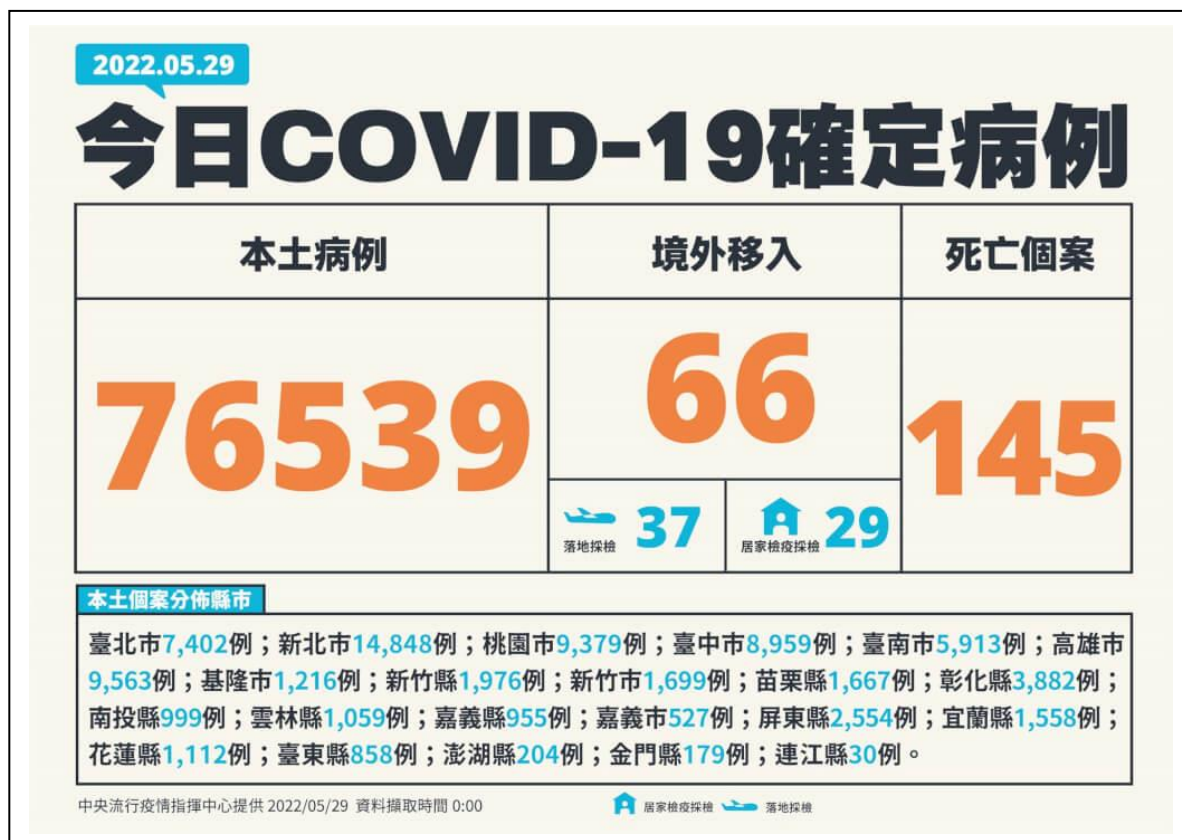 2022.05.29
今日COVID-19確定病例
本土病例
境外移入
死亡個案
76539
66
145
落地採檢 37
居家檢疫採檢 29
本土個案分佈縣市
臺北市7,402例；新北市14,848例；桃園市9,379例；臺中市8,959例；臺南市5,913例；高雄市
9,563例；基隆市1,216例；新竹縣1,976例；新竹市1,699例；苗栗縣1,667例；彰化縣3,882例；
南投縣999例；雲林縣1,059例；嘉義縣955例；嘉義市527例；屏東縣2,554例；宜蘭縣1,558例；
花蓮縣1,112例；臺東縣858例；澎湖縣204例；金門縣179例；連江縣30例。
中央流行疫情指揮中心提供 2022/05/29 資料擷取時間 0:00
居家檢疫採檢 落地採檢